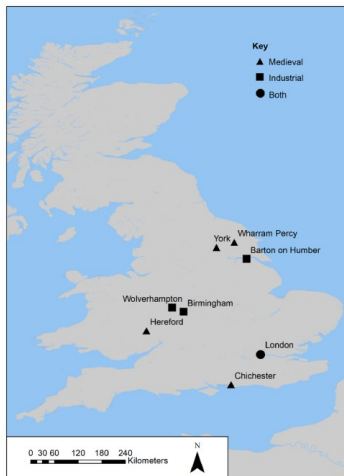 Key
Medieval
Industrial
Both
Wharram Percy
York
Barton on Humber
Wolverhampton
Birmingham
Hereford
London
Chichester
N
0 30 60 120 180 240
Kilometers